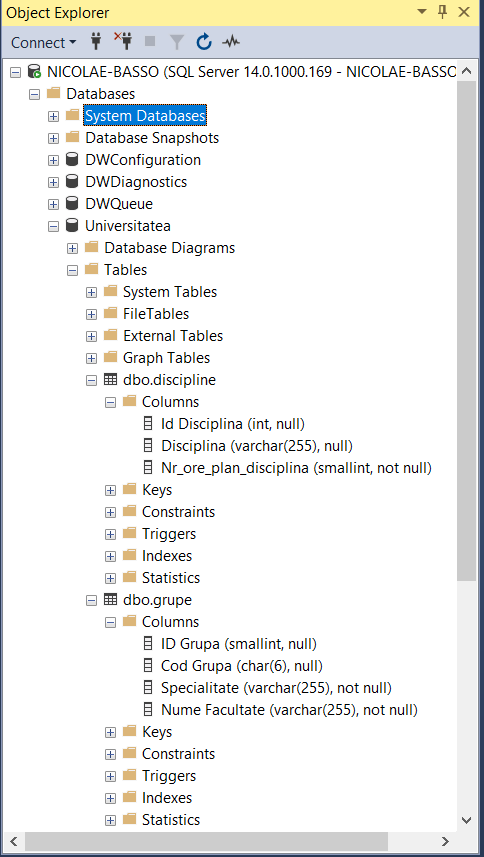 Object Explorer
Connect
NICOLAE-BASSO (SQL Server 14.0.1000.169 - NICOLAE-BASSO
Databases
System Databases
Database Snapshots
DWConfiguration
DWDiagnostics
DWQueue
Universitatea
Database Diagrams
Tables
System Tables
FileTables
External Tables
Graph Tables
dbo.discipline
Columns
Id Disciplina (int, null)
Disciplina (varchar(255), null)
Nr_ore_plan_disciplina (smallint, not null)
Keys
Constraints
Triggers
Indexes
Statistics
dbo.grupe
Columns
ID Grupa (smallint, null)
Cod Grupa (char(6), null)
Specialitate (varchar(255), not null)
Nume Facultate (varchar(255), not null)
Keys
Constraints
Triggers
Indexes
Statistics